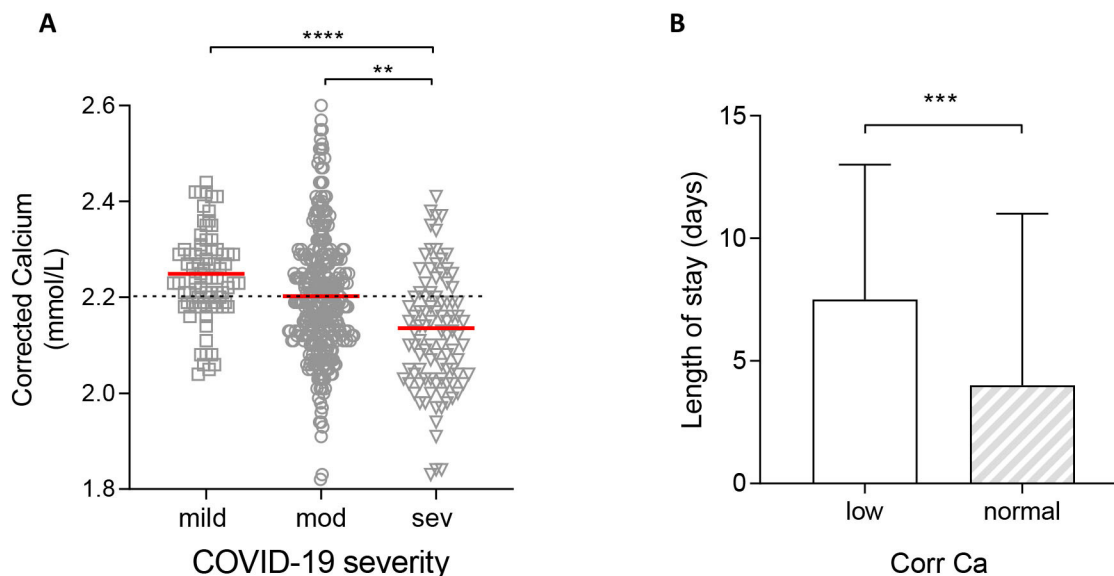 A
****
**
2.6
2.4
2.2
2.0
1.8
Corrected Calcium
(mmol/L)
mild mod sev
COVID-19 severity
B
***
15
10
5
0
Length of stay (days)
low normal
Corr Ca